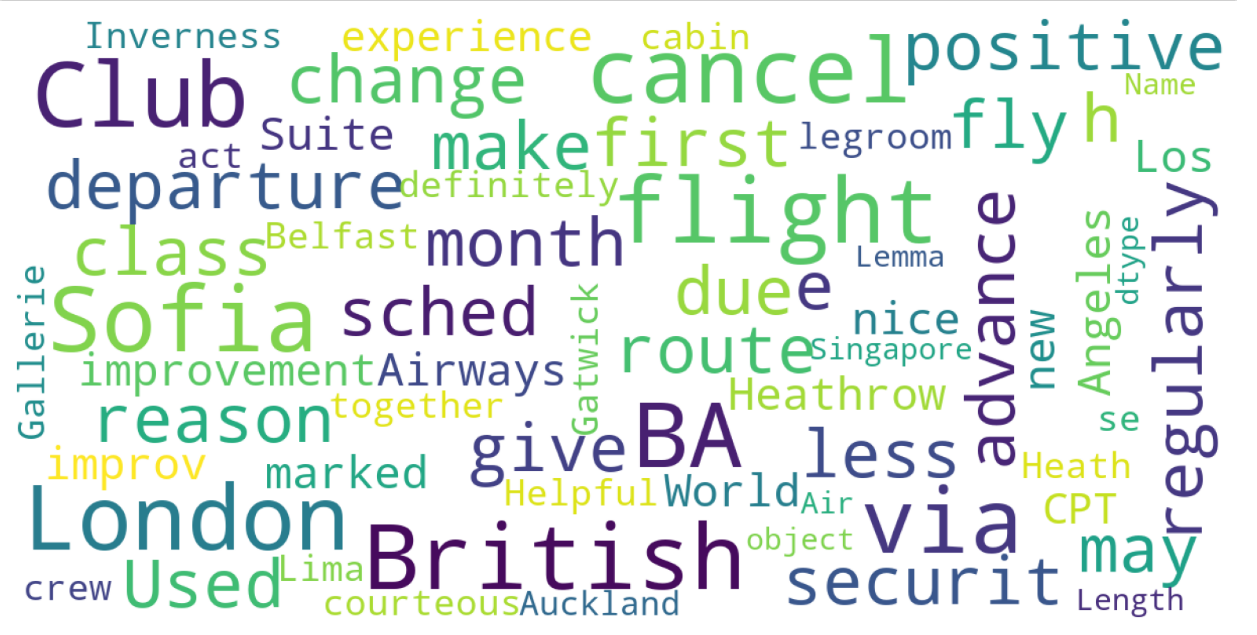 Inverness
experience
cabin
positive
Club
change
cancel
Name
Suite
make
first
legroom
fly
h
act
Los
departure
definitely
flight
class
Belfast
month
Lemma
advance
Angeles
dtype
regularly
Gallerie
Sofia
sched
Gatwick
due
e
nice
new
improvement
Airways
route
Singapore
reason
together
Heathrow
se
improv
marked
give
BA
less
Heath
London
Helpful
World
Air
via
CPT
British
object
may
crew
Used
Lima
courteous
Auckland
securit
Length